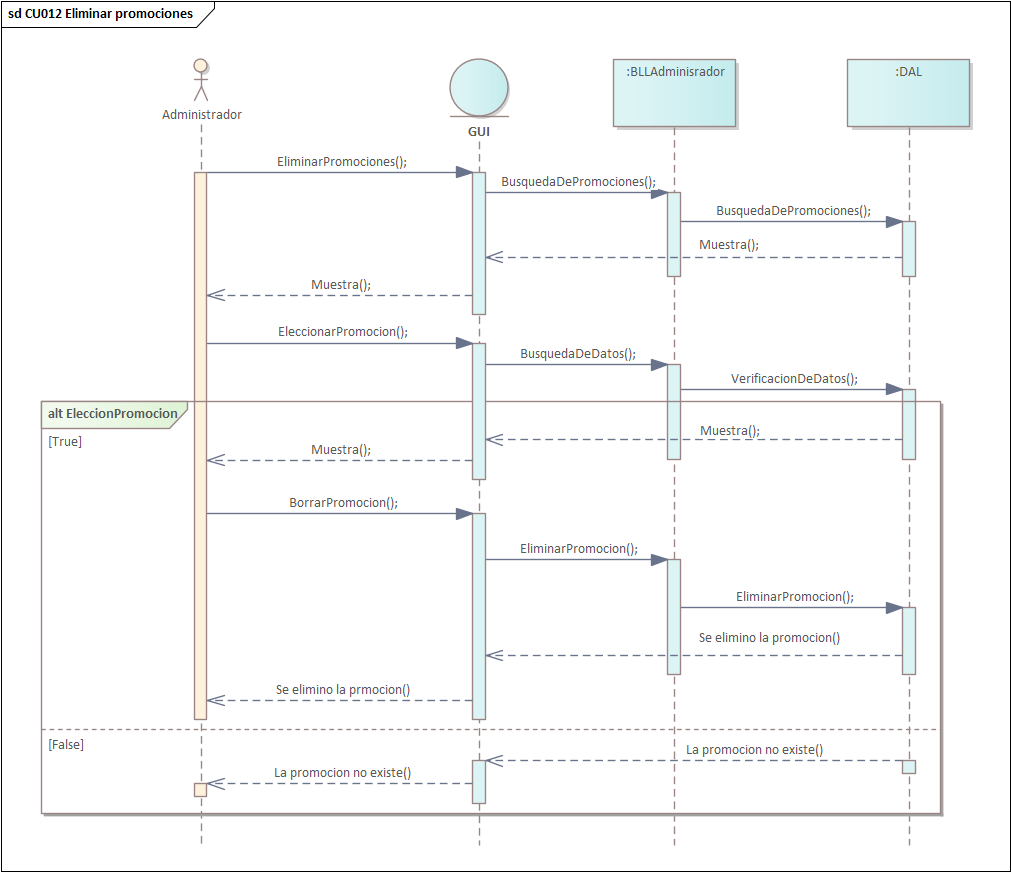 sd CU012 Eliminar promociones
Administrador
GUI
:BLLAdminisrador
:DAL
EliminarPromociones();
BusquedaDePromociones();
BusquedaDePromociones();
Muestra();
Muestra();
EleccionarPromocion();
BusquedaDeDatos();
VerificacionDeDatos();
alt EleccionPromocion
[True]
Muestra();
Muestra();
BorrarPromocion();
EliminarPromocion();
EliminarPromocion();
Se elimino la promocion()
Se elimino la prmocion()
[False]
La promocion no existe()
La promocion no existe()